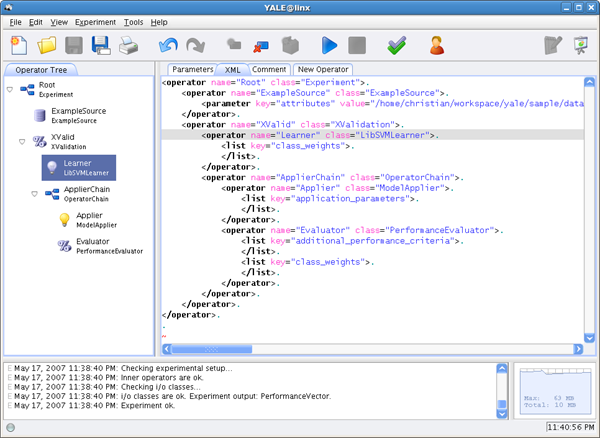 YALE@linx
File Edit View Experiment Tools Help
Operator Tree
Root
Experiment
ExampleSource
ExampleSource
XValid
XValidation
Learner
LibSVMLearner
ApplierChain
OperatorChain
Applier
ModelApplier
Evaluator
PerformanceEvaluator
Parameters XML Comment New Operator
<operator name="Root" class="Experiment">.
<operator name="ExampleSource" class="ExampleSource">.
<parameter key="attributes" value="/home/christian/workspace/yale/sample/data
</operator>.
<operator name="XValid" class="XValidation">.
<operator name="Learner" class="LibSVMLearner">.
<list key="class_weights">.
</list>.
</operator>.
<operator name="ApplierChain" class="OperatorChain">.
<operator name="Applier" class="ModelApplier">.
<list key="application_parameters">.
</list>.
</operator>.
<operator name="Evaluator" class="PerformanceEvaluator">.
<list key="additional_performance_criteria">.
</list>.
<list key="class_weights">.
</list>.
</operator>.
</operator>.
</operator>.
</operator>.
.
~
E May 17, 2007 11:38:40 PM: Checking experimental setup...
E May 17, 2007 11:38:40 PM: Inner operators are ok.
E May 17, 2007 11:38:40 PM: Checking i/o classes...
E May 17, 2007 11:38:40 PM: i/o classes are ok. Experiment output: PerformanceVector.
E May 17, 2007 11:38:40 PM: Experiment ok.
Max: 63 MB
Total: 10 MB
11:40:56 PM